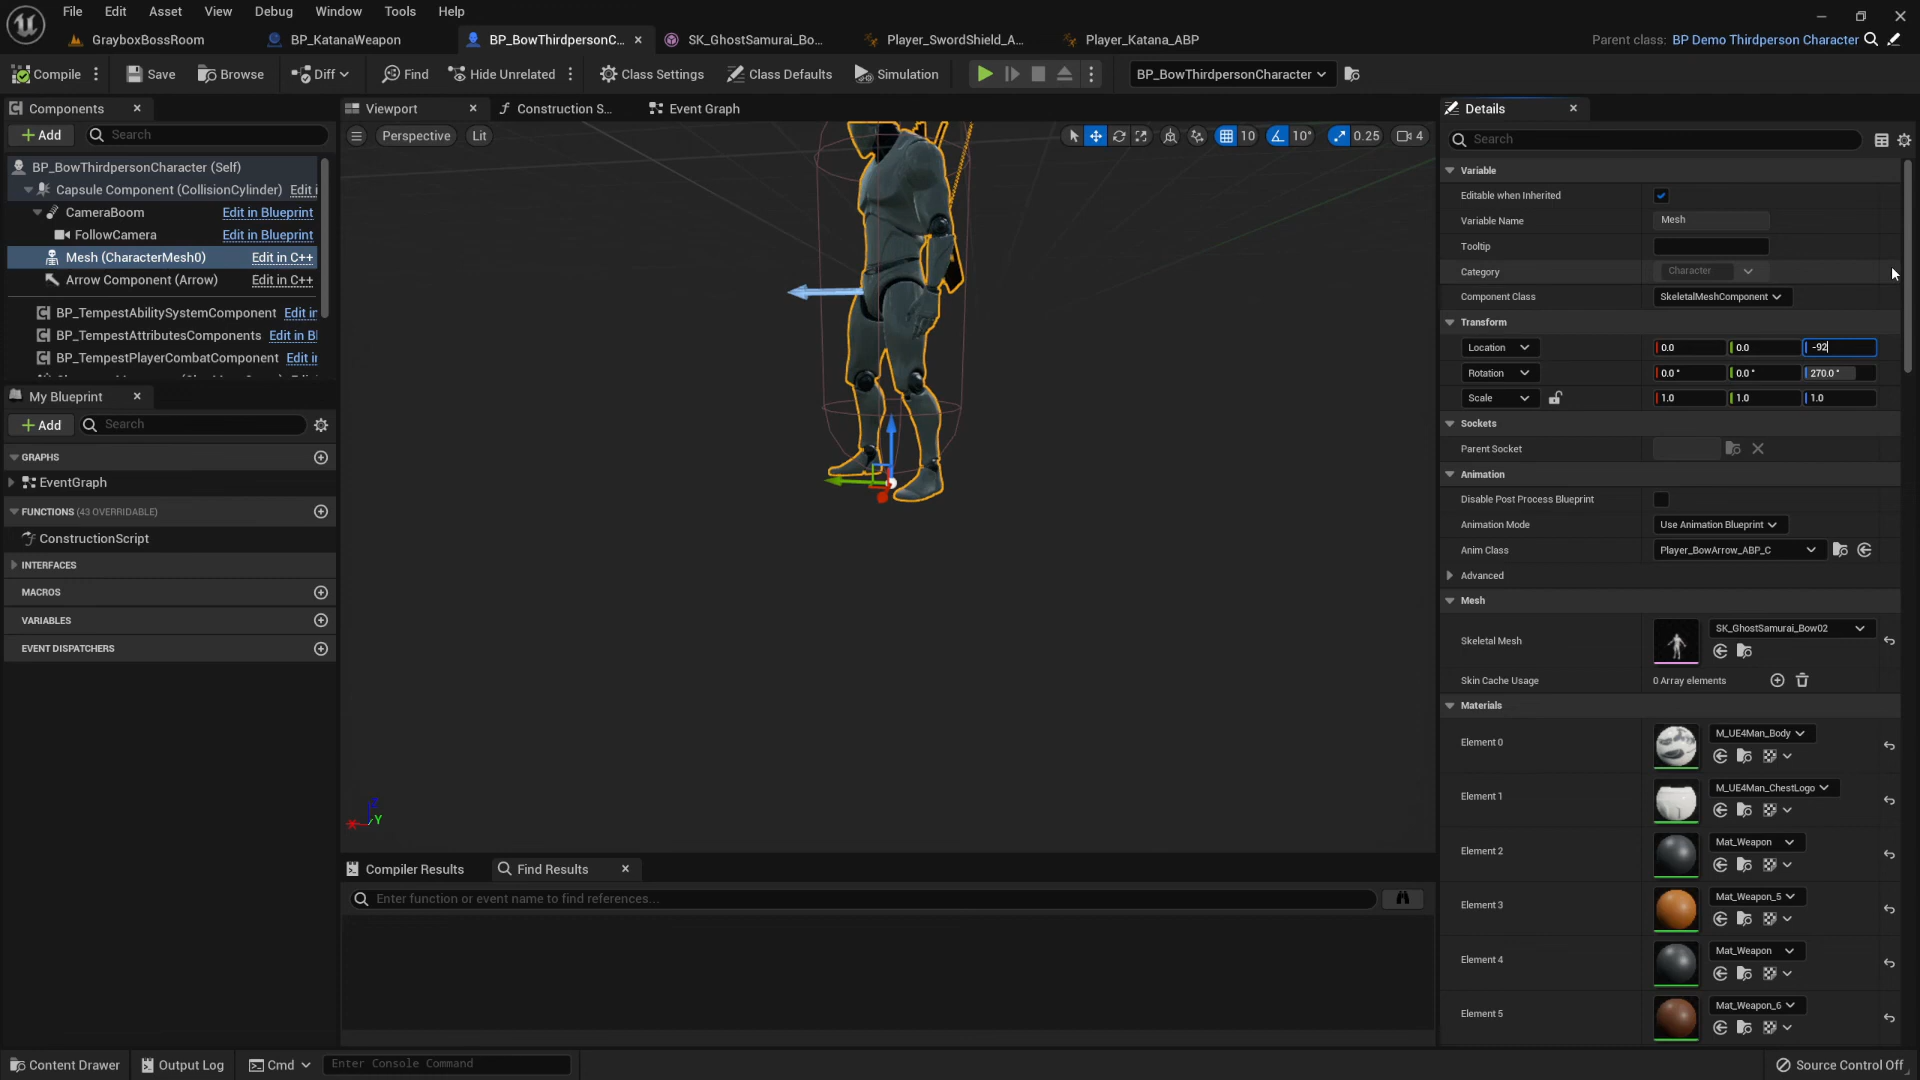 File Edit Asset View Debug Window Tools Help
GrayboxBossRoom BP_KatanaWeapon BP_BowThirdpersonC... SK_GhostSamurai_Bo... Player_SwordShield_A... Player_Katana_ABP Parent class: BP Demo Thirdperson Character
Compile Save Browse Diff Find Hide Unrelated Class Settings Class Defaults Simulation BP_BowThirdpersonCharacter
Components Viewport Construction S... Event Graph Details
Add Search Perspective Lit 10 10° 0.25 4 Search
BP_BowThirdpersonCharacter (Self)
Capsule Component (CollisionCylinder) Edit i
CameraBoom Edit in Blueprint
FollowCamera Edit in Blueprint
Mesh (CharacterMesh0) Edit in C++
Arrow Component (Arrow) Edit in C++
BP_TempestAbilitySystemComponent Edit in
BP_TempestAttributesComponents Edit in Bl
BP_TempestPlayerCombatComponent Edit in
My Blueprint
Add Search
GRAPHS
EventGraph
FUNCTIONS (43 OVERRIDABLE)
ConstructionScript
INTERFACES
MACROS
VARIABLES
EVENT DISPATCHERS
Y
Compiler Results Find Results
Enter function or event name to find references...
Variable
Editable when Inherited
Variable Name Mesh
Tooltip
Category Character
Component Class SkeletalMeshComponent
Transform
Location 0.0 0.0 -92
Rotation 0.0 ° 0.0 ° 270.0 °
Scale 1.0 1.0 1.0
Sockets
Parent Socket
Animation
Disable Post Process Blueprint
Animation Mode Use Animation Blueprint
Anim Class Player_BowArrow_ABP_C
Advanced
Mesh
Skeletal Mesh SK_GhostSamurai_Bow02
Skin Cache Usage 0 Array elements
Materials
Element 0 M_UE4Man_Body
Element 1 M_UE4Man_ChestLogo
Element 2 Mat_Weapon
Element 3 Mat_Weapon_5
Element 4 Mat_Weapon
Element 5 Mat_Weapon_6
Content Drawer Output Log Cmd Enter Console Command Source Control Off